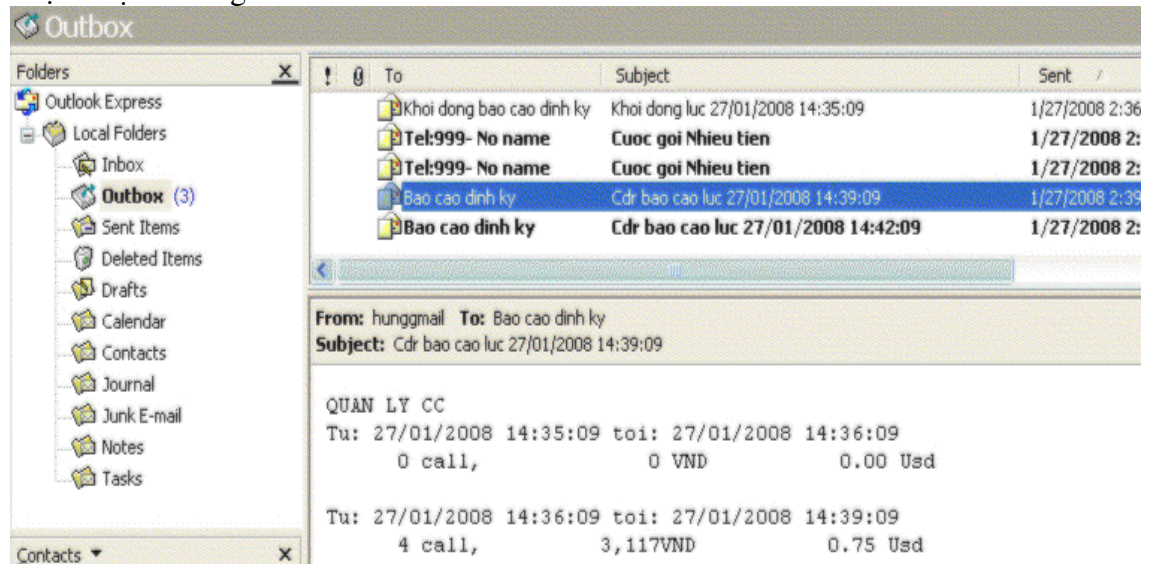 Outbox
Folders X
Outlook Express
Local Folders
Inbox
Outbox (3)
Sent Items
Deleted Items
Drafts
Calendar
Contacts
Journal
Junk E-mail
Notes
Tasks
Contacts X
! To Subject Sent
Khoi dong bao cao dinh ky Khoi dong luc 27/01/2008 14:35:09 1/27/2008 2:36
Tel:999- No name Cuoc goi Nhieu tien 1/27/2008 2:
Tel:999- No name Cuoc goi Nhieu tien 1/27/2008 2:
Bao cao dinh ky Cdr bao cao luc 27/01/2008 14:39:09 1/27/2008 2:39
Bao cao dinh ky Cdr bao cao luc 27/01/2008 14:42:09 1/27/2008 2:
From: hunggmail To: Bao cao dinh ky
Subject: Cdr bao cao luc 27/01/2008 14:39:09
QUAN LY CC
Tu: 27/01/2008 14:35:09 toi: 27/01/2008 14:36:09
0 call, 0 VND 0.00 Usd
Tu: 27/01/2008 14:36:09 toi: 27/01/2008 14:39:09
4 call, 3,117VND 0.75 Usd